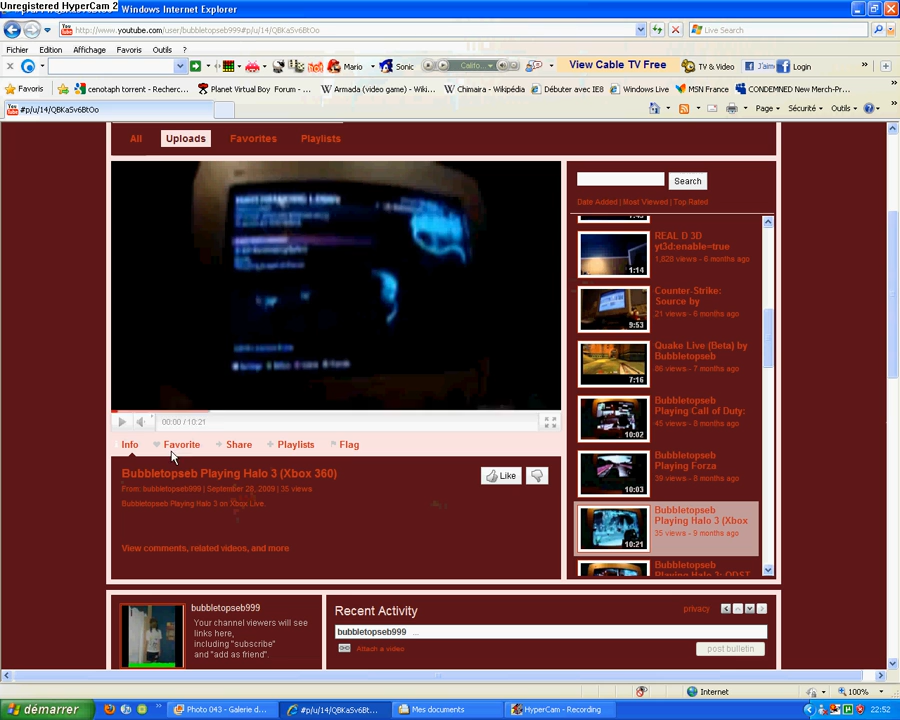 Unregistered HyperCam 2
Windows Internet Explorer
http://www.youtube.com/user/bubbletopseb999#p/u/14/QBKaSv6BtOo
Live Search
Fichier Edition Affichage Favoris Outils ?
Mario Sonic View Cable TV Free TV & Video J'aime Login
Favoris cenotaph torrent - Recherc... Planet Virtual Boy Forum - ... Armada (video game) - Wiki... Chimaira - Wikipédia Débuter avec IE8 Windows Live MSN France CONDEMNED New Merch-Pr...
#p/u/14/QBKaSv6BtOo
Page Sécurité Outils
All Uploads Favorites Playlists
Search
Date Added | Most Viewed | Top Rated
REAL D 3D
yt3d:enable=true
1,828 views - 6 months ago
1:14
Counter-Strike:
Source by
21 views - 6 months ago
9:53
Quake Live (Beta) by
Bubbletopseb
86 views - 7 months ago
7:16
Bubbletopseb
Playing Call of Duty:
45 views - 8 months ago
10:02
Bubbletopseb
Playing Forza
39 views - 8 months ago
10:03
Bubbletopseb
Playing Halo 3 (Xbox
35 views - 9 months ago
10:21
Bubbletopseb
Playing Halo 3: ODST
00:00 / 10:21
Info Favorite Share Playlists Flag
Bubbletopseb Playing Halo 3 (Xbox 360)
From: bubbletopseb999 | September 28, 2009 | 35 views
Bubbletopseb Playing Halo 3 on Xbox Live.
Like
View comments, related videos, and more
bubbletopseb999
Your channel viewers will see
links here,
including "subscribe"
and "add as friend".
Recent Activity
privacy
bubbletopseb999 ...
Attach a video
post bulletin
Internet
100%
démarrer
Photo 043 - Galerie d...
#p/u/14/QBKaSv6BtO...
Mes documents
HyperCam - Recording
22:52